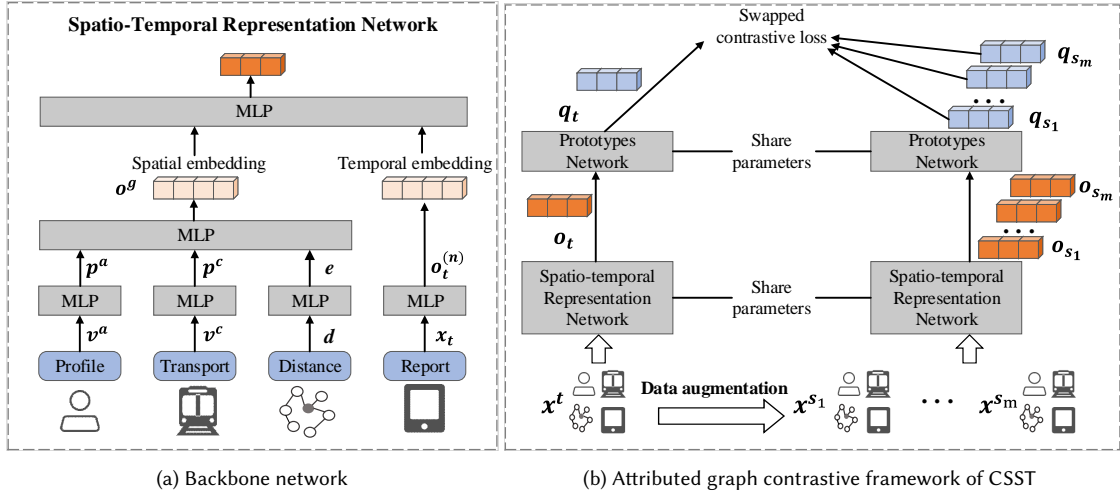 Spatio-Temporal Representation Network
MLP
Spatial embedding
Temporal embedding
o^g
MLP
p^a
p^c
e
o_t^(n)
MLP
MLP
MLP
MLP
v^a
v^c
d
x_t
Profile
Transport
Distance
Report
(a) Backbone network
Swapped
contrastive loss
q_{s_m}
q_t
• • •
q_{s_1}
Prototypes
Network
Share
parameters
Prototypes
Network
o_{s_m}
o_t
• • •
o_{s_1}
Spatio-temporal
Representation
Network
Share
parameters
Spatio-temporal
Representation
Network
x^t
Data augmentation
x^{s_1}
• • •
x^{s_m}
(b) Attributed graph contrastive framework of CSST